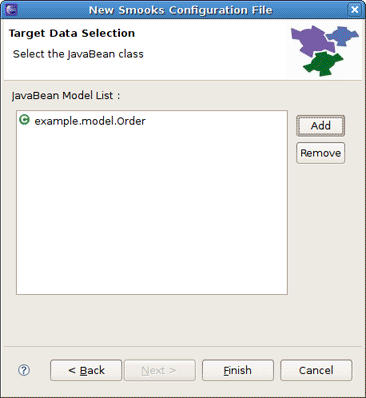 New Smooks Configuration File
Target Data Selection
Select the JavaBean class
JavaBean Model List :
example.model.Order
Add
Remove
? < Back Next > Finish Cancel